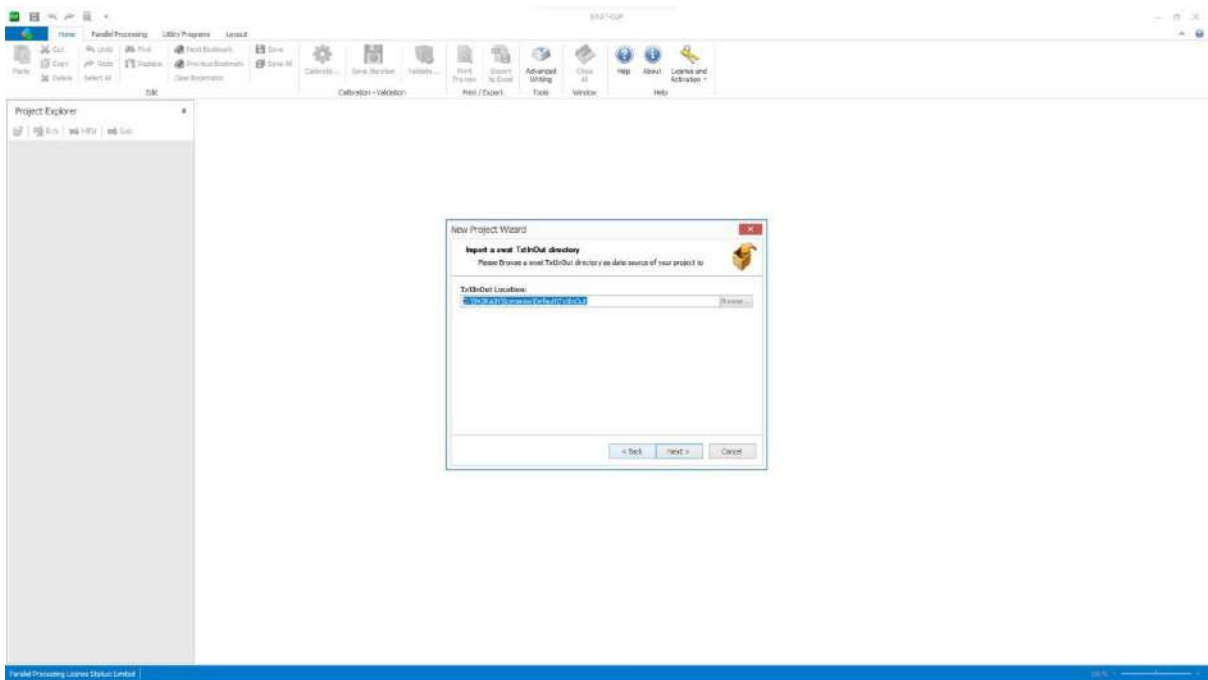 SWAT-CUP
Home Parallel Processing Utility Programs Layout
Paste
Cut Undo Find Next Bookmark Save
Copy Redo Replace Previous Bookmark Save All
Delete Select All Clear Bookmarks
Calibrate... Save Iteration Validate...
Print Preview Export to Excel Advanced Writing Close All Help About License and Activation
Edit Calibration - Validation Print / Export Tools Window Help
Project Explorer
HRU Sub
New Project Wizard
Import a swat TxtInOut directory
Please Browse a swat TxtInOut directory as data source of your project to
TxtInOut Location:
Browse...
< Back Next > Cancel
Parallel Processing License Status: Limited
100%